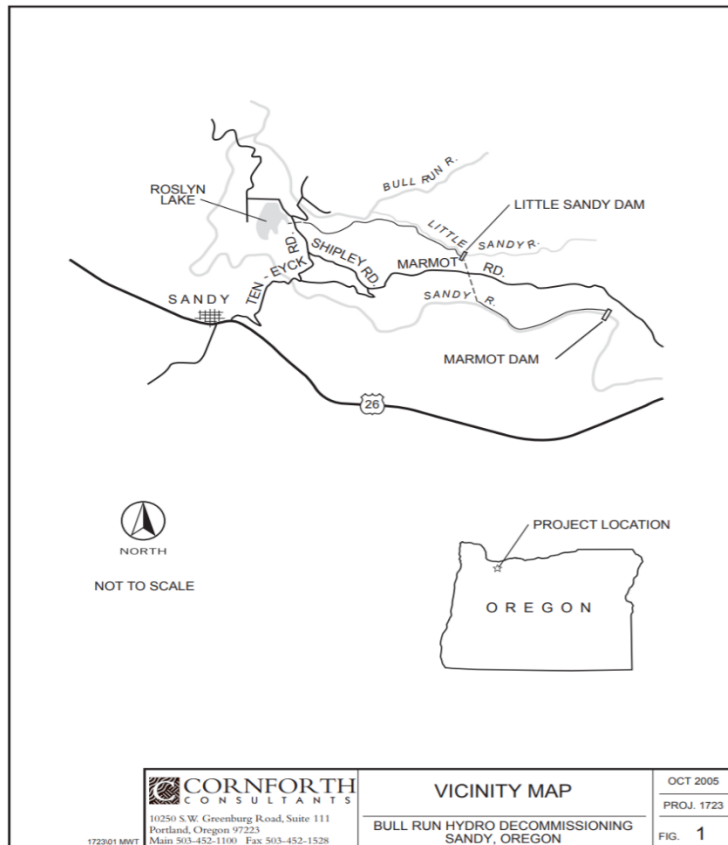 BULL RUN R.
ROSLYN
LAKE
LITTLE SANDY DAM
LITTLE
SANDY R.
TEN - EYCK RD.
SHIPLEY RD.
MARMOT RD.
SANDY
SANDY R.
MARMOT DAM
26
NORTH
NOT TO SCALE
PROJECT LOCATION
OREGON
CORNFORTH
CONSULTANTS
10250 S.W. Greenburg Road, Suite 111
Portland, Oregon 97223
Main 503-452-1100 Fax 503-452-1528
VICINITY MAP
BULL RUN HYDRO DECOMMISSIONING
SANDY, OREGON
OCT 2005
PROJ. 1723
FIG. 1
1723\01 MWT